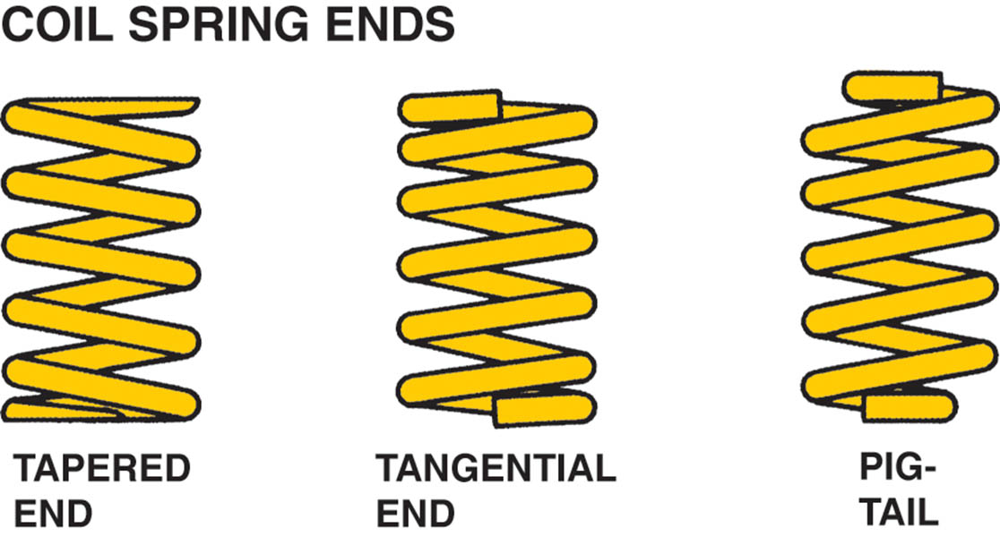 COIL SPRING ENDS
TAPERED
END
TANGENTIAL
END
PIG-
TAIL